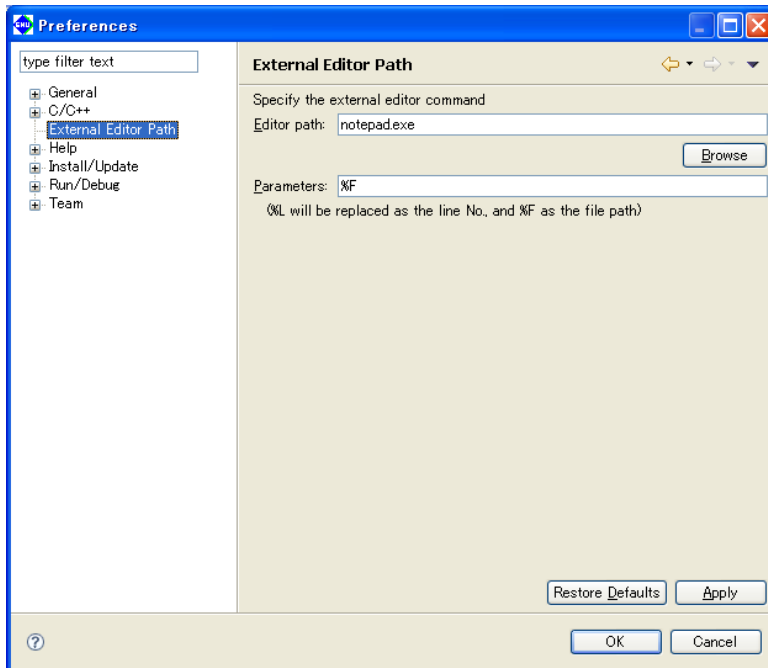 Preferences
type filter text
General
C/C++
External Editor Path
Help
Install/Update
Run/Debug
Team
External Editor Path
Specify the external editor command
Editor path: notepad.exe
Browse
Parameters: %F
(%L will be replaced as the line No., and %F as the file path)
Restore Defaults Apply
OK Cancel